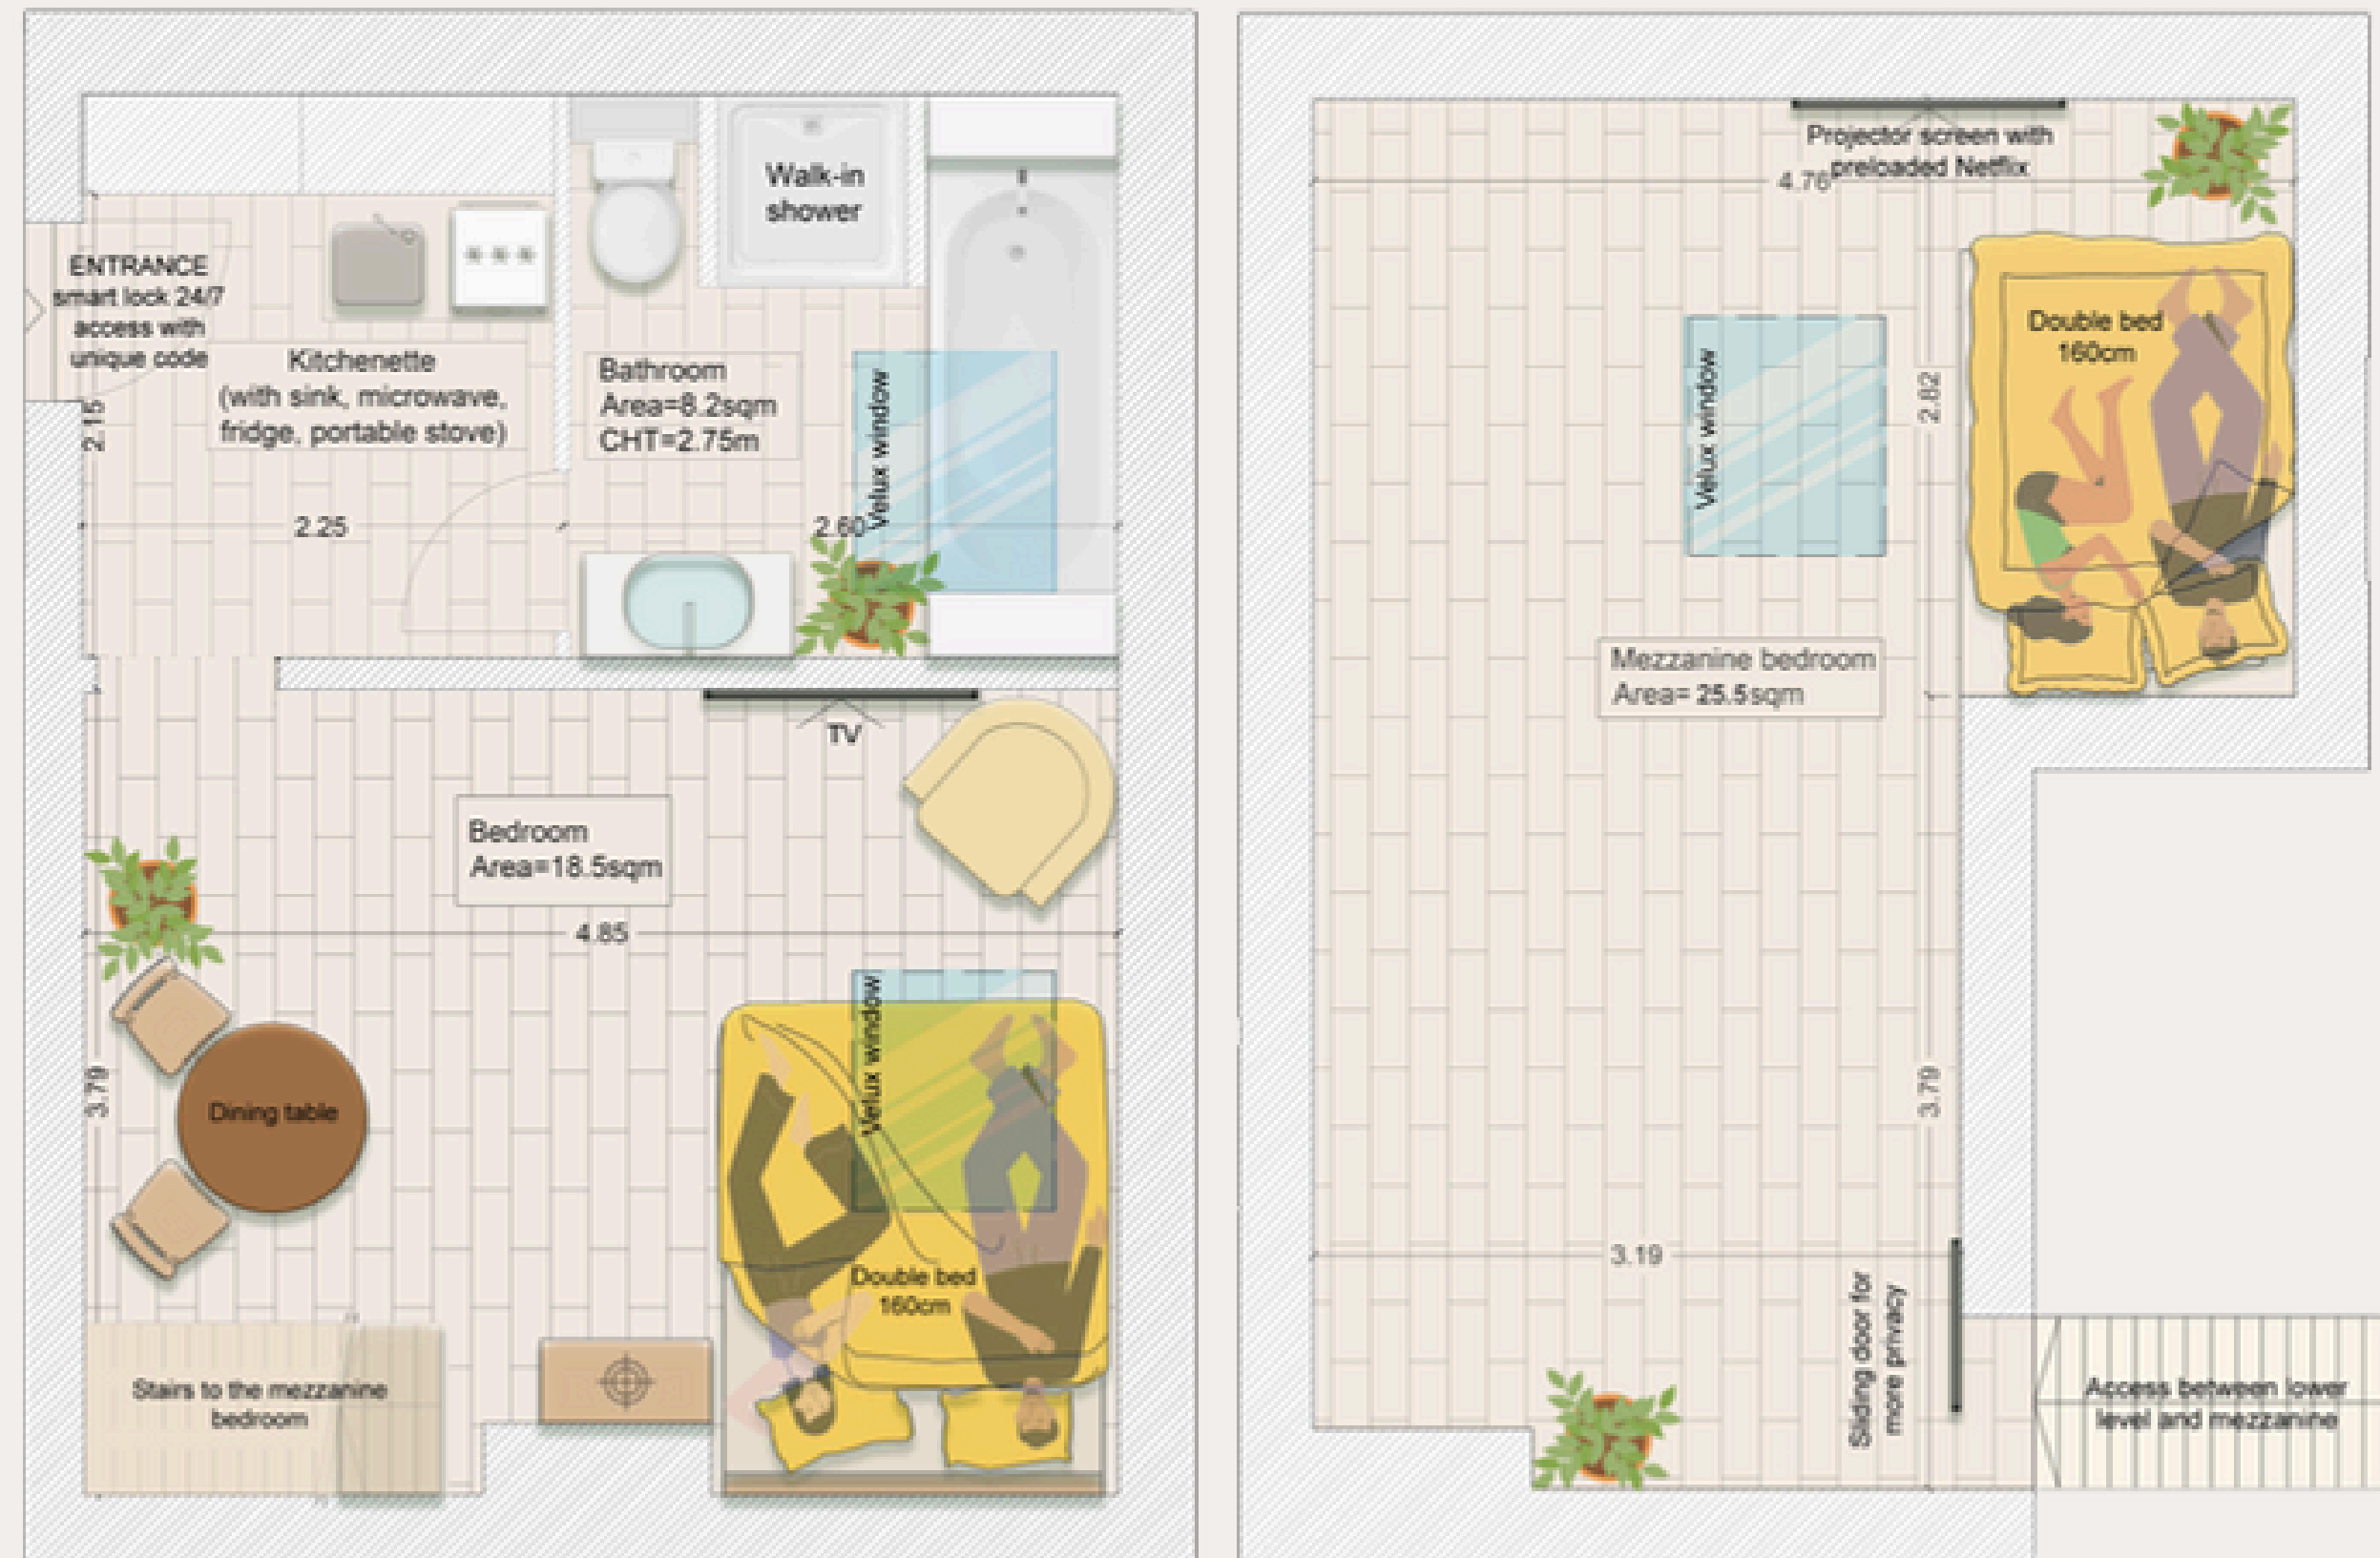 ENTRANCE
smart lock 24/7
access with
unique code
Kitchenette
(with sink, microwave,
fridge, portable stove)
2.15
2.25
Walk-in
shower
Bathroom
Area=8.2sqm
CHT=2.75m
Velux window
2.60
TV
Bedroom
Area=18.5sqm
4.85
3.79
Dining table
Velux window
Double bed
160cm
Stairs to the mezzanine
bedroom
Projector screen with
preloaded Netflix
4.76
Velux window
2.82
Double bed
160cm
Mezzanine bedroom
Area= 25.5sqm
3.79
3.19
Sliding door for
more privacy
Access between lower
level and mezzanine